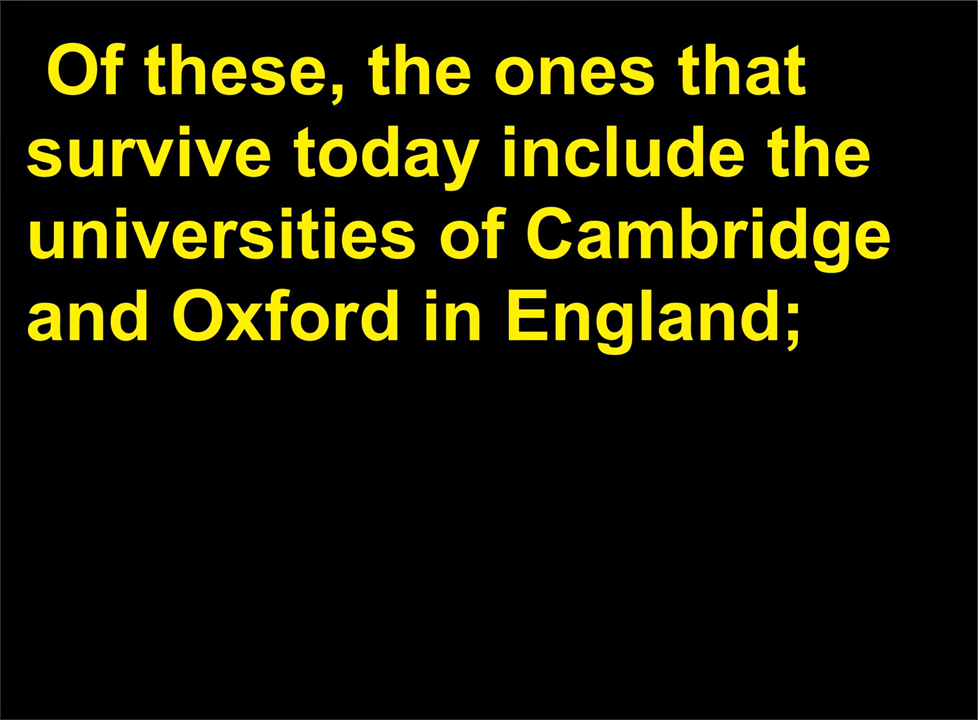 Of these, the ones that
survive today include the
universities of Cambridge
and Oxford in England;